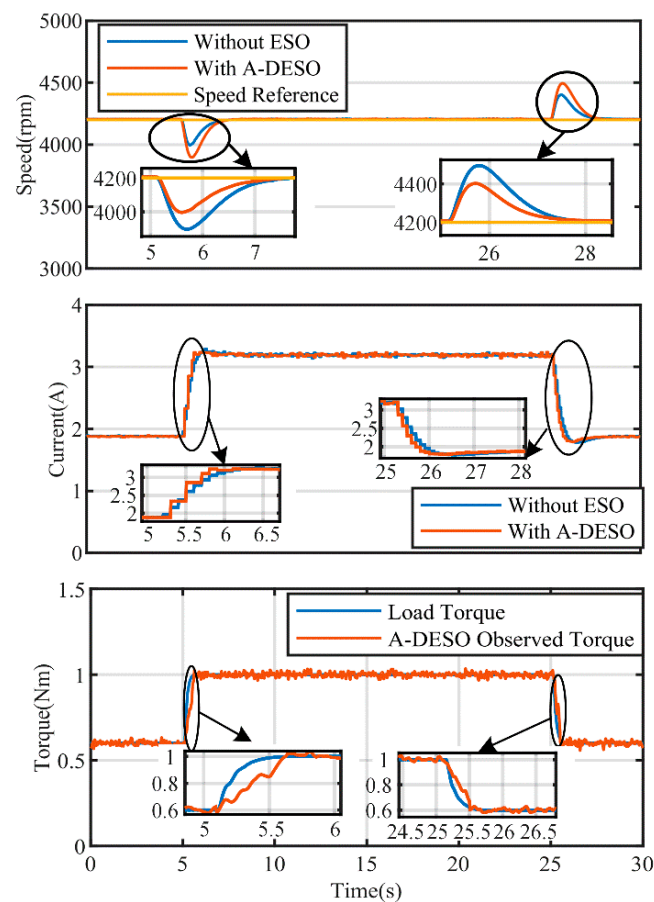 5000
Without ESO
With A-DESO
Speed Reference
4500
4000
3500
3000
Speed(rpm)
4200
4000
5 6 7
4400
4200
26 28
4
3
2
1
0
Current(A)
3
2.5
2
5 5.5 6 6.5
3
2.5
2
25 26 27 28
Without ESO
With A-DESO
1.5
1
0.5
0
Torque(Nm)
Load Torque
A-DESO Observed Torque
1
0.8
0.6
5 5.5 6
1
0.8
0.6
24.5 25 25.5 26 26.5
0 5 10 15 20 25 30
Time(s)